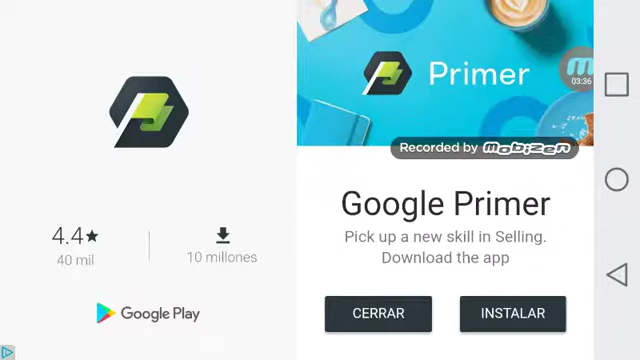 4.4★
40 mil
10 millones
Google Play
Primer
03:36
Recorded by mobizen
Google Primer
Pick up a new skill in Selling.
Download the app
CERRAR
INSTALAR